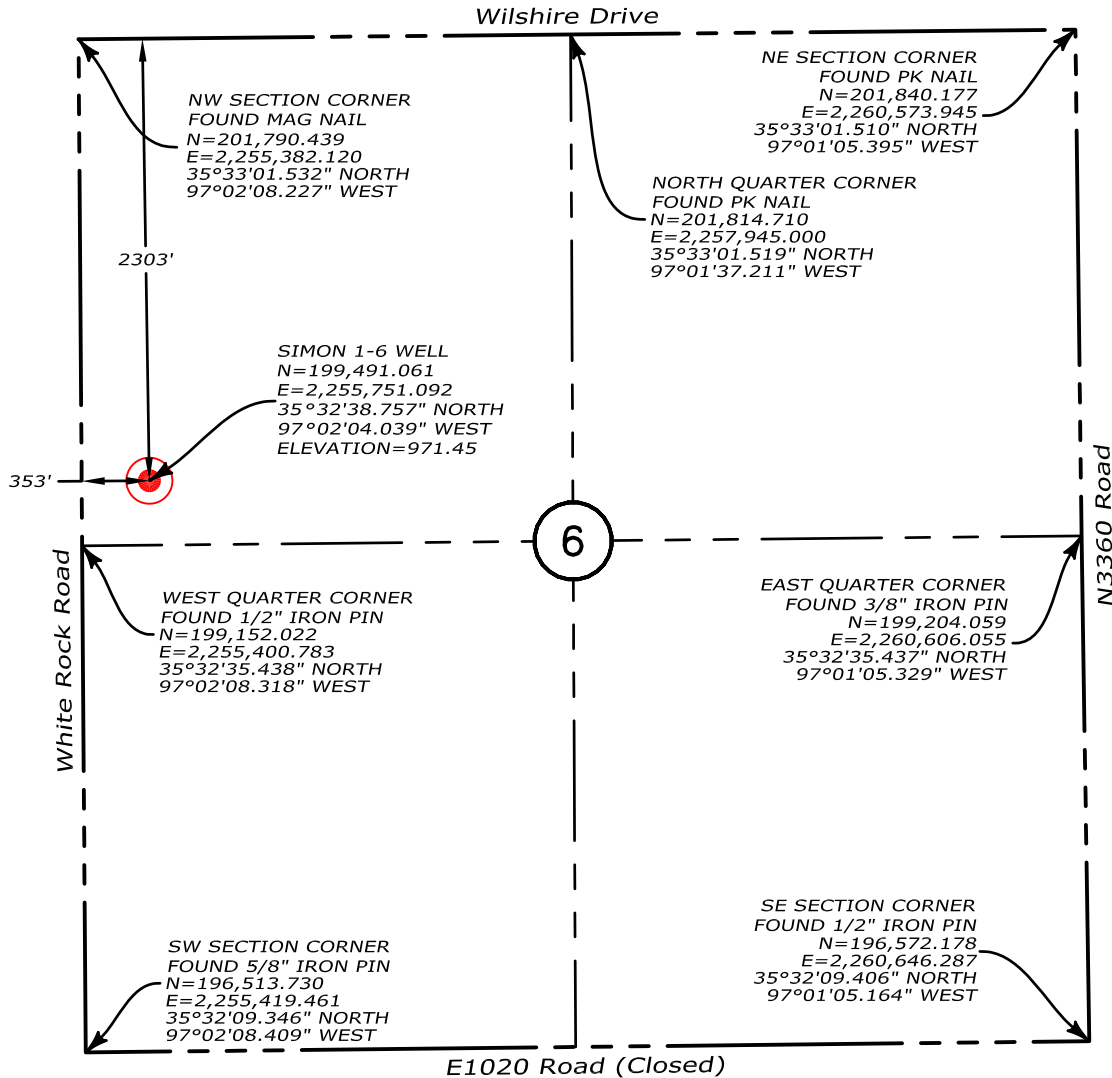 Wilshire Drive
NW SECTION CORNER
FOUND MAG NAIL
N=201,790.439
E=2,255,382.120
35°33'01.532" NORTH
97°02'08.227" WEST
NE SECTION CORNER
FOUND PK NAIL
N=201,840.177
E=2,260,573.945
35°33'01.510" NORTH
97°01'05.395" WEST
NORTH QUARTER CORNER
FOUND PK NAIL
N=201,814.710
E=2,257,945.000
35°33'01.519" NORTH
97°01'37.211" WEST
2303'
SIMON 1-6 WELL
N=199,491.061
E=2,255,751.092
35°32'38.757" NORTH
97°02'04.039" WEST
ELEVATION=971.45
353'
6
White Rock Road
N3360 Road
WEST QUARTER CORNER
FOUND 1/2" IRON PIN
N=199,152.022
E=2,255,400.783
35°32'35.438" NORTH
97°02'08.318" WEST
EAST QUARTER CORNER
FOUND 3/8" IRON PIN
N=199,204.059
E=2,260,606.055
35°32'35.437" NORTH
97°01'05.329" WEST
SW SECTION CORNER
FOUND 5/8" IRON PIN
N=196,513.730
E=2,255,419.461
35°32'09.346" NORTH
97°02'08.409" WEST
SE SECTION CORNER
FOUND 1/2" IRON PIN
N=196,572.178
E=2,260,646.287
35°32'09.406" NORTH
97°01'05.164" WEST
E1020 Road (Closed)